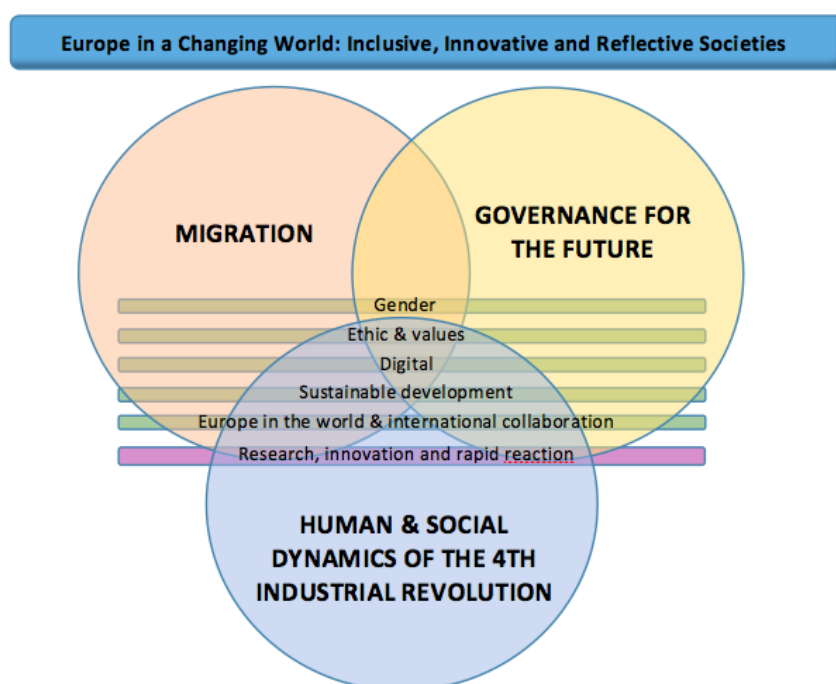 Europe in a Changing World: Inclusive, Innovative and Reflective Societies
MIGRATION
GOVERNANCE FOR
THE FUTURE
Gender
Ethic & values
Digital
Sustainable development
Europe in the world & international collaboration
Research, innovation and rapid reaction
HUMAN & SOCIAL
DYNAMICS OF THE 4TH
INDUSTRIAL REVOLUTION